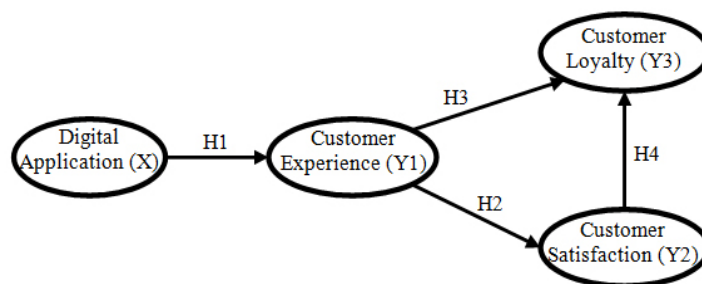 Digital
Application (X)
H1
Customer
Experience (Y1)
H3
H2
Customer
Loyalty (Y3)
H4
Customer
Satisfaction (Y2)